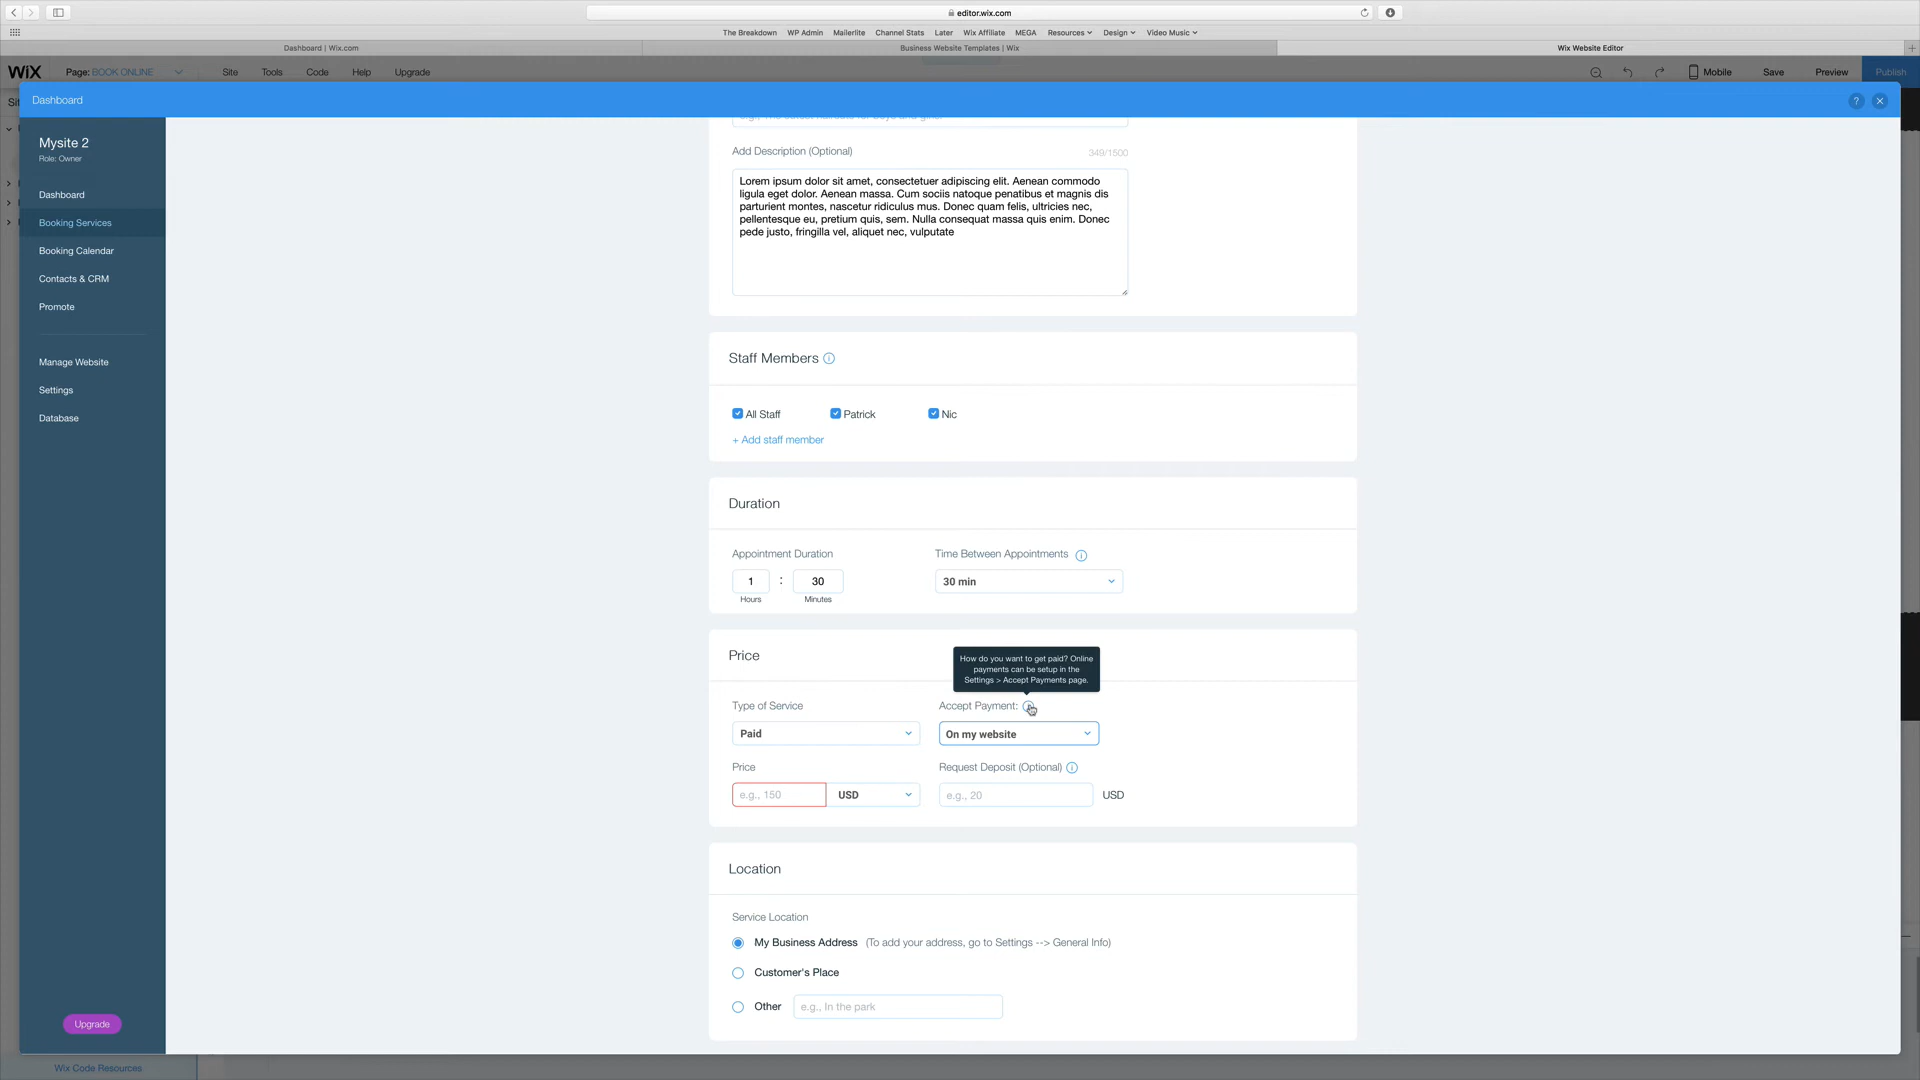 editor.wix.com
The Breakdown WP Admin Mailerlite Channel Stats Later Wix Affiliate MEGA Resources Design Video Music
Dashboard | Wix.com Business Website Templates | Wix Wix Website Editor
WiX Page: BOOK ONLINE Site Tools Code Help Upgrade Mobile Save Preview Publish
Dashboard ?
Mysite 2
Role: Owner
Dashboard
Booking Services
Booking Calendar
Contacts & CRM
Promote
Manage Website
Settings
Database
Upgrade
Wix Code Resources
Add Description (Optional) 349/1500
Lorem ipsum dolor sit amet, consectetuer adipiscing elit. Aenean commodo
ligula eget dolor. Aenean massa. Cum sociis natoque penatibus et magnis dis
parturient montes, nascetur ridiculus mus. Donec quam felis, ultricies nec,
pellentesque eu, pretium quis, sem. Nulla consequat massa quis enim. Donec
pede justo, fringilla vel, aliquet nec, vulputate
Staff Members
All Staff Patrick Nic
+ Add staff member
Duration
Appointment Duration Time Between Appointments
1 : 30 30 min
Hours Minutes
Price
How do you want to get paid? Online
payments can be setup in the
Settings > Accept Payments page.
Type of Service Accept Payment:
Paid On my website
Price Request Deposit (Optional)
e.g., 150 USD e.g., 20 USD
Location
Service Location
My Business Address (To add your address, go to Settings --> General Info)
Customer's Place
Other e.g., In the park